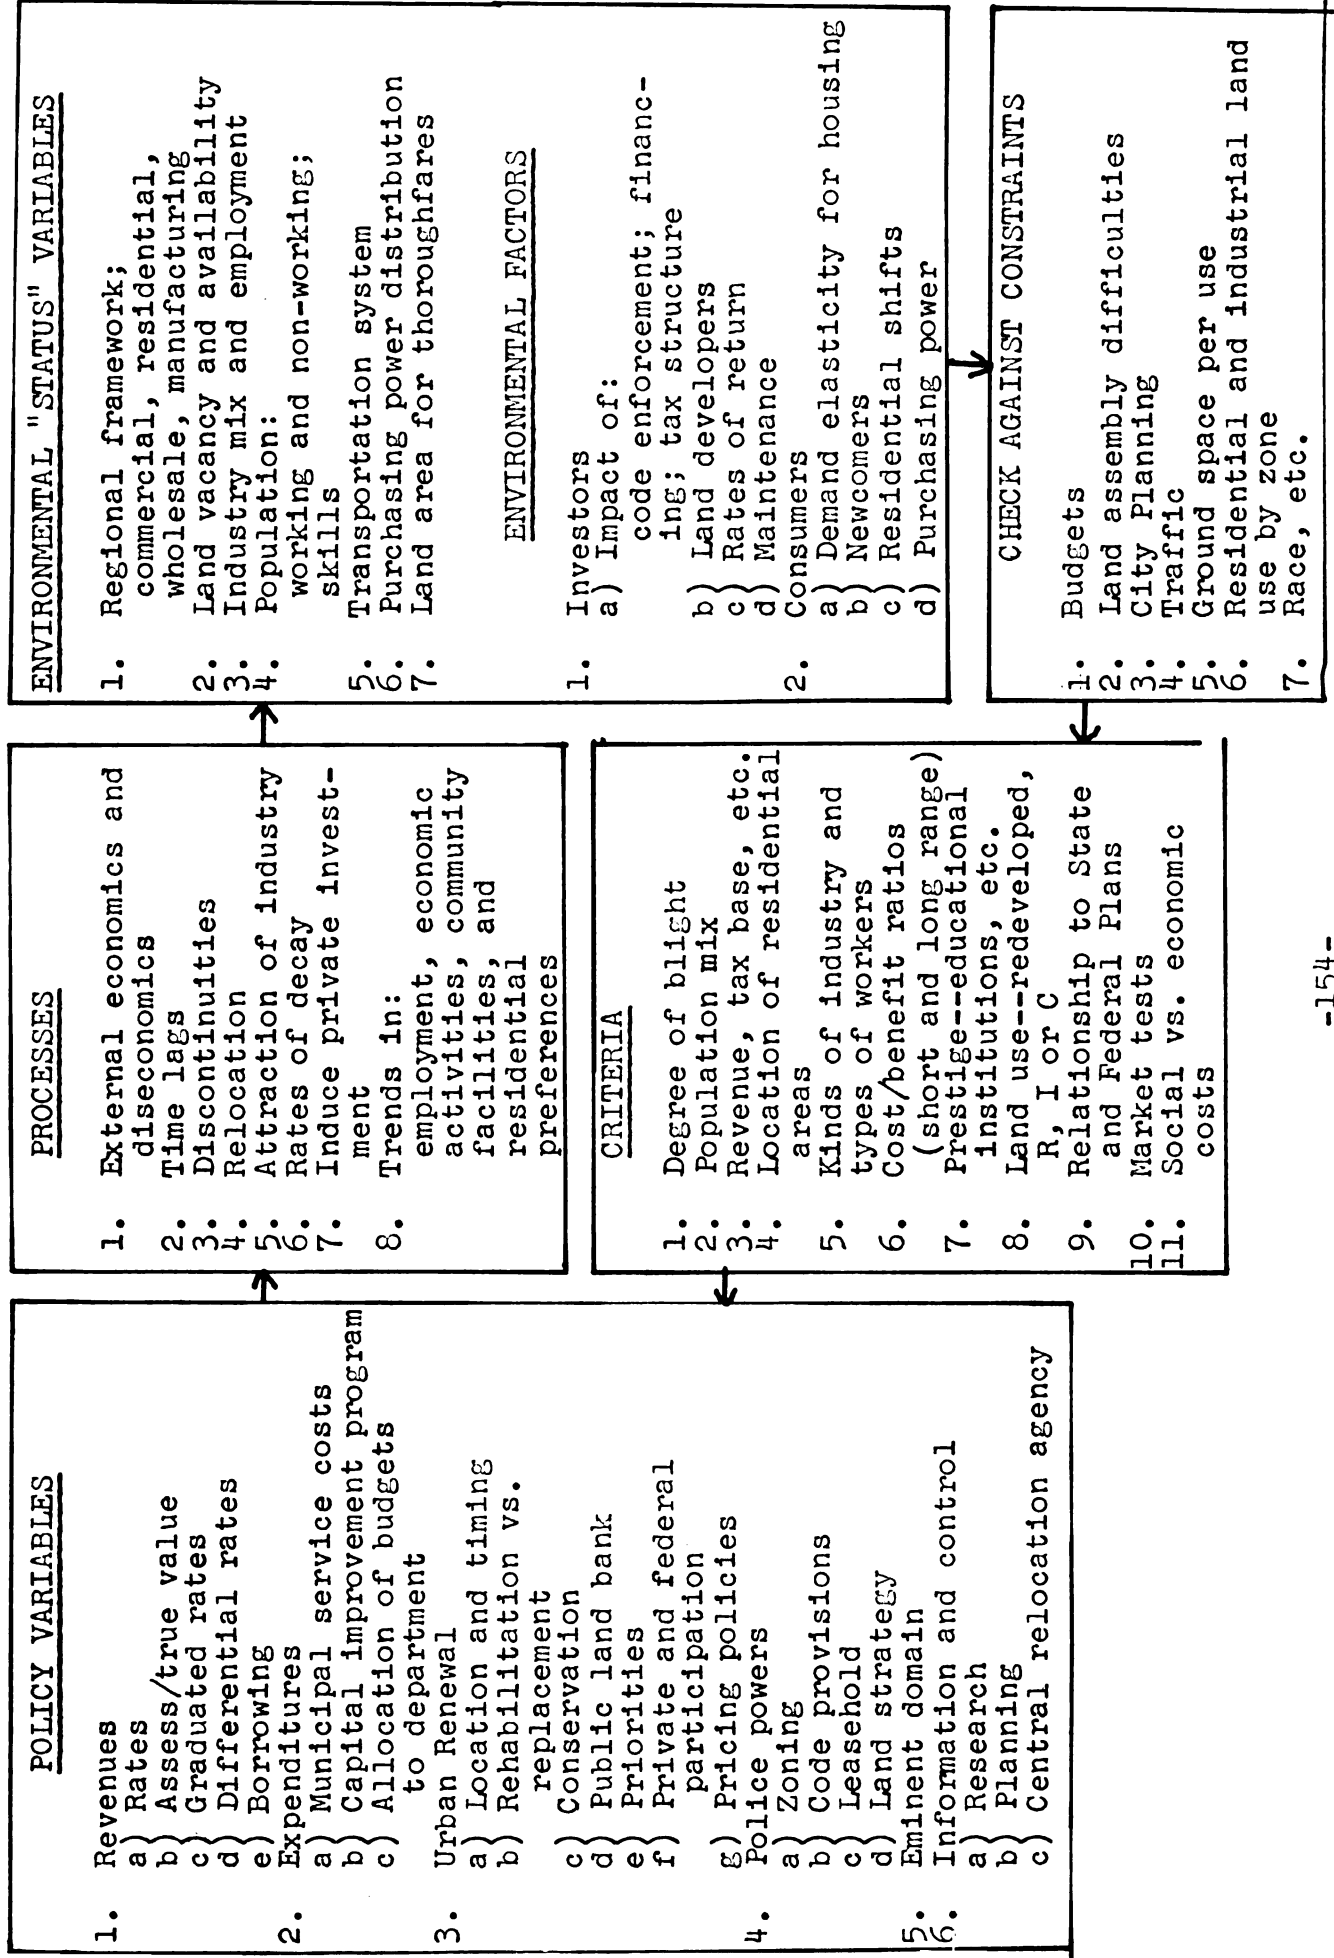 POLICY VARIABLES
1. Revenues
a) Rates
b) Assess/true value
c) Graduated rates
d) Differential rates
e) Borrowing
2. Expenditures
a) Municipal service costs
b) Capital improvement program
c) Allocation of budgets
to department
3. Urban Renewal
a) Location and timing
b) Rehabilitation vs.
replacement
c) Conservation
d) Public land bank
e) Priorities
f) Private and federal
participation
g) Pricing policies
4. Police powers
a) Zoning
b) Code provisions
c) Leasehold
d) Land strategy
5. Eminent domain
6. Information and control
a) Research
b) Planning
c) Central relocation agency
PROCESSES
1. External economics and
diseconomics
2. Time lags
3. Discontinuities
4. Relocation
5. Attraction of industry
6. Rates of decay
7. Induce private invest-
ment
8. Trends in:
employment, economic
activities, community
facilities, and
residential
preferences
ENVIRONMENTAL "STATUS" VARIABLES
1. Regional framework;
commercial, residential,
wholesale, manufacturing
2. Land vacancy and availability
3. Industry mix and employment
4. Population:
working and non-working;
skills
5. Transportation system
6. Purchasing power distribution
7. Land area for thoroughfares
ENVIRONMENTAL FACTORS
1. Investors
a) Impact of:
code enforcement; financ-
ing; tax structure
b) Land developers
c) Rates of return
d) Maintenance
2. Consumers
a) Demand elasticity for housing
b) Newcomers
c) Residential shifts
d) Purchasing power
CHECK AGAINST CONSTRAINTS
1. Budgets
2. Land assembly difficulties
3. City Planning
4. Traffic
5. Ground space per use
6. Residential and industrial land
use by zone
7. Race, etc.
CRITERIA
1. Degree of blight
2. Population mix
3. Revenue, tax base, etc.
4. Location of residential
areas
5. Kinds of industry and
types of workers
6. Cost/benefit ratios
(short and long range)
7. Prestige--educational
institutions, etc.
8. Land use--redeveloped,
R, I or C
9. Relationship to State
and Federal Plans
10. Market tests
11. Social vs. economic
costs
-154-